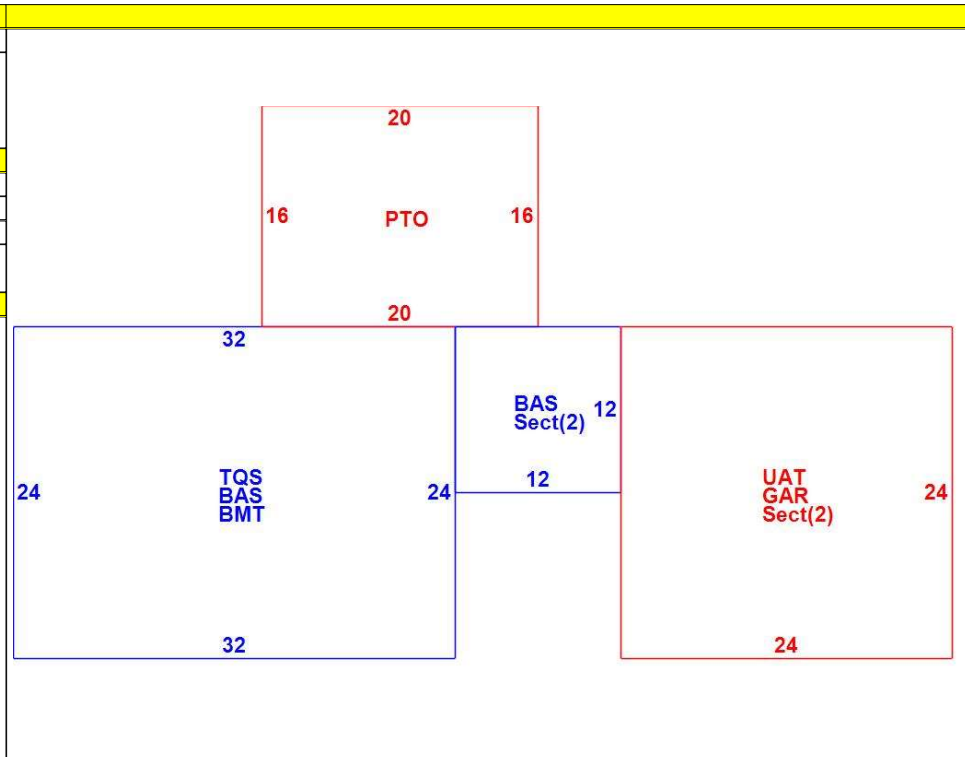 20
16 PTO 16
20
32
BAS
Sect(2)
12
12
24
TQS
BAS
BMT
24
UAT
GAR
Sect(2)
24
32
24